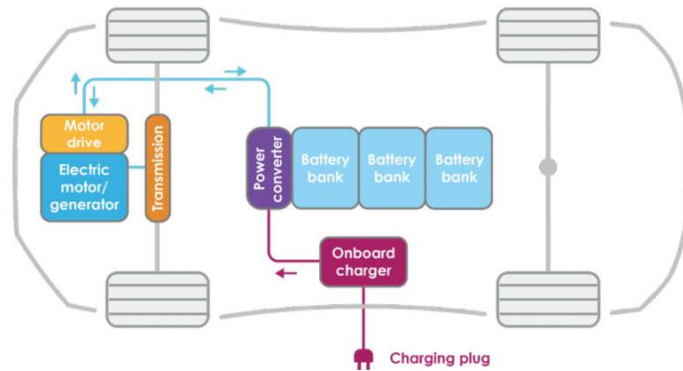 Motor
drive
Electric
motor/
generator
Transmission
Power
converter
Battery
bank
Battery
bank
Battery
bank
Onboard
charger
Charging plug